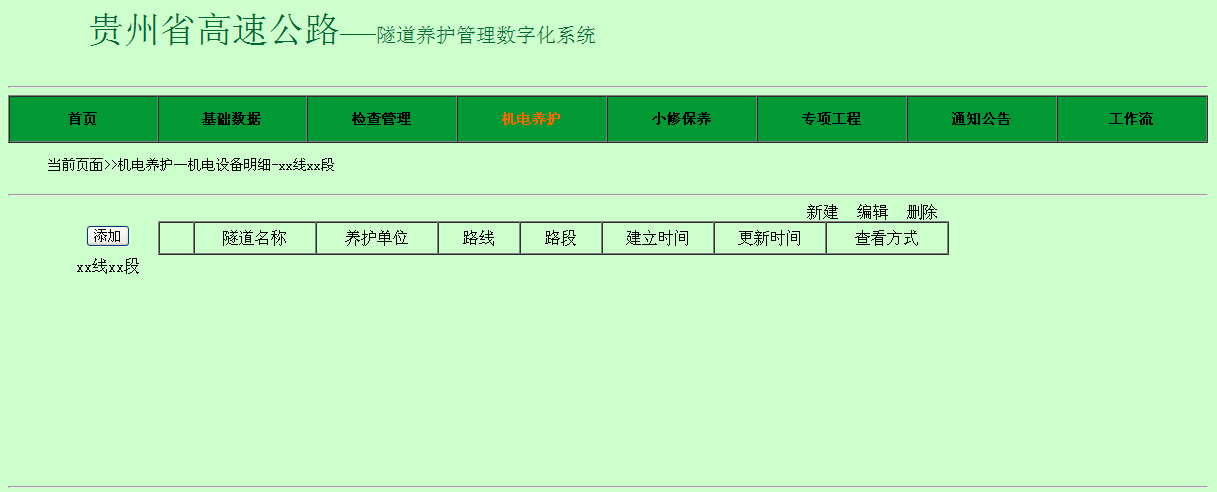 贵州省高速公路——隧道养护管理数字化系统
首页 基础数据 检查管理 机电养护 小修保养 专项工程 通知公告 工作流
当前页面>>机电养护—机电设备明细-xx线xx段
新建 编辑 删除
添加 隧道名称 养护单位 路线 路段 建立时间 更新时间 查看方式
xx线xx段